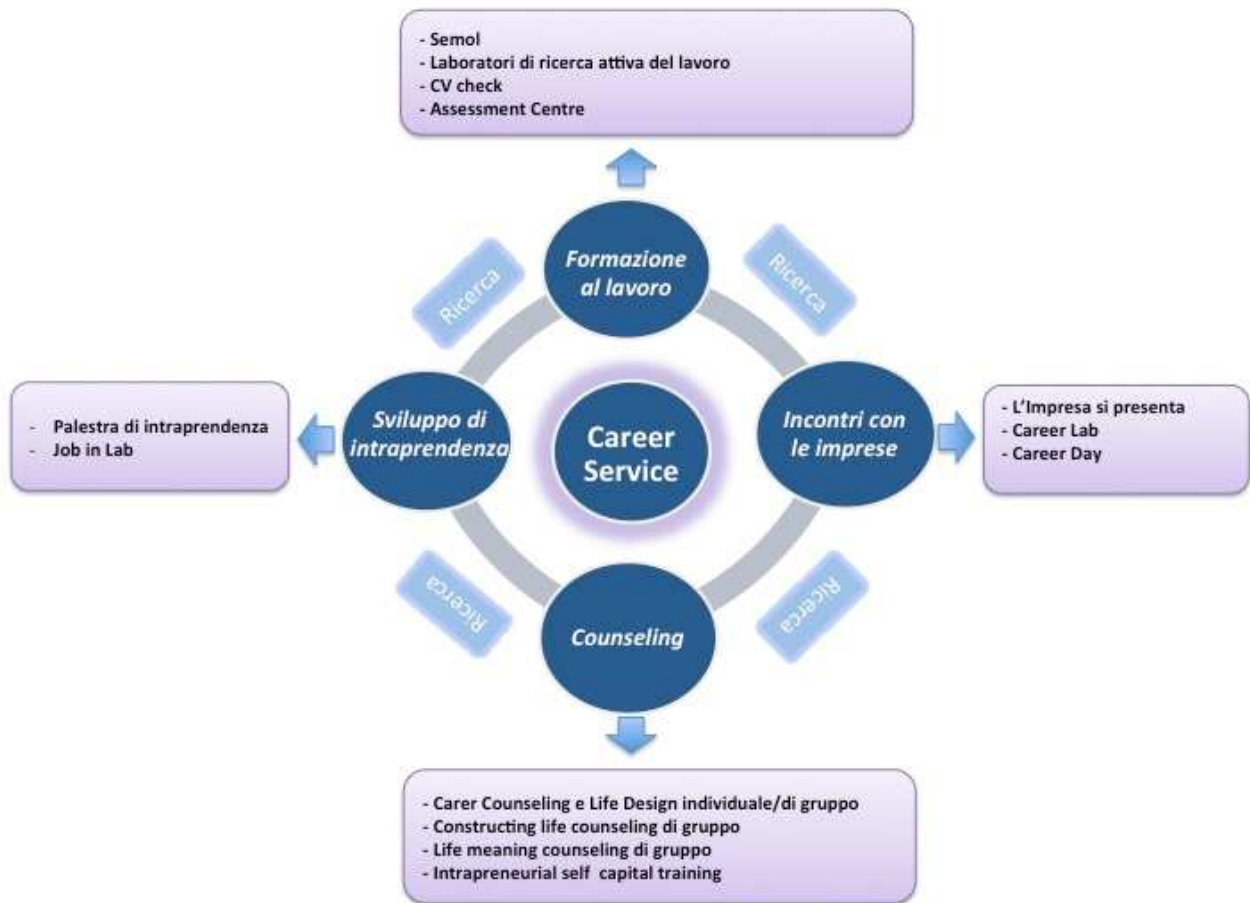 - Semol
- Laboratori di ricerca attiva del lavoro
- CV check
- Assessment Centre
Ricerca
Formazione
al lavoro
Ricerca
- Palestra di intraprendenza
- Job in Lab
Sviluppo di
intraprendenza
Career
Service
Incontri con
le imprese
- L'Impresa si presenta
- Career Lab
- Career Day
Ricerca
Counseling
Ricerca
- Carer Counseling e Life Design individuale/di gruppo
- Constructing life counseling di gruppo
- Life meaning counseling di gruppo
- Intrapreneurial self capital training